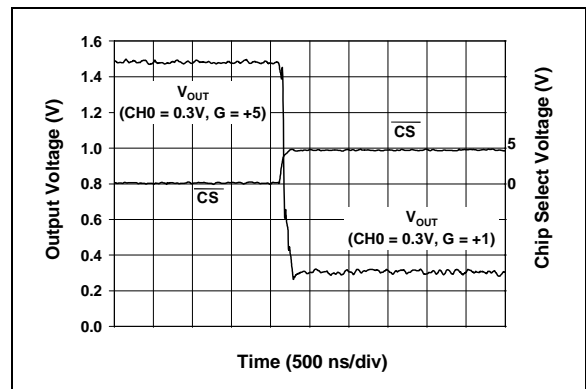 1.6
1.4
1.2
1.0
0.8
0.6
0.4
0.2
0.0
Output Voltage (V)
VOUT
(CH0 = 0.3V, G = +5)
CS
CS
VOUT
(CH0 = 0.3V, G = +1)
5
0
Chip Select Voltage (V)
Time (500 ns/div)